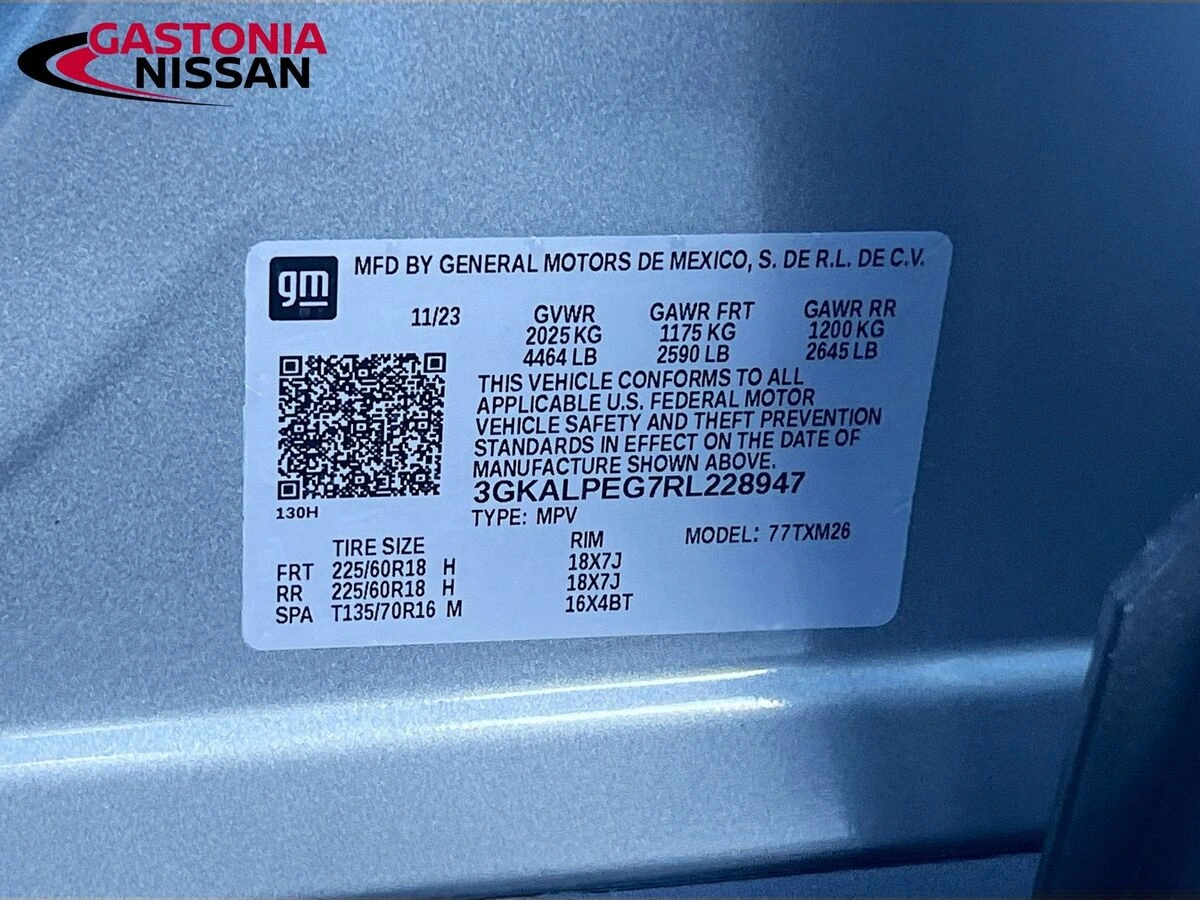 GASTONIA
NISSAN
gm
MFD BY GENERAL MOTORS DE MEXICO, S. DE R.L. DE C.V.
11/23 GVWR GAWR FRT GAWR RR
2025 KG 1175 KG 1200 KG
4464 LB 2590 LB 2645 LB
THIS VEHICLE CONFORMS TO ALL
APPLICABLE U.S. FEDERAL MOTOR
VEHICLE SAFETY AND THEFT PREVENTION
STANDARDS IN EFFECT ON THE DATE OF
MANUFACTURE SHOWN ABOVE.
3GKALPEG7RL228947
130H
TYPE: MPV
MODEL: 77TXM26
TIRE SIZE RIM
FRT 225/60R18 H 18X7J
RR 225/60R18 H 18X7J
SPA T135/70R16 M 16X4BT